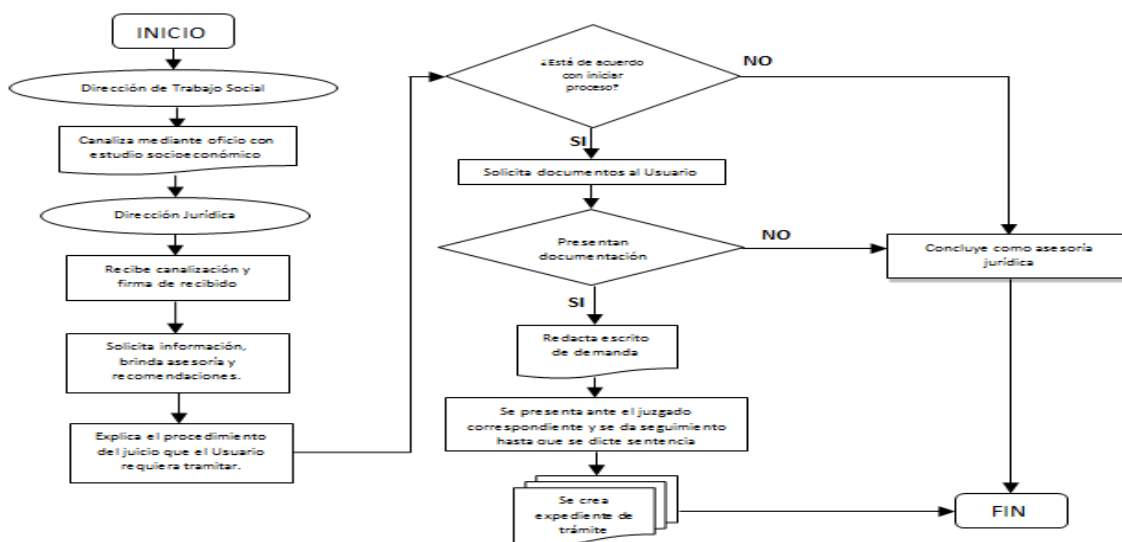 INICIO
Dirección de Trabajo Social
Canaliza mediante oficio con
estudio socioeconómico
Dirección Jurídica
Recibe canalización y
firma de recibido
Solicita información,
brinda asesoría y
recomendaciones.
Explica el procedimiento
del juicio que el Usuario
requiera tramitar.
¿Está de acuerdo
con iniciar
proceso?
NO
SI
Solicita documentos al Usuario
Presentan
documentación
NO
SI
Concluye como asesoría
jurídica
Redacta escrito
de demanda
Se presenta ante el juzgado
correspondiente y se da seguimiento
hasta que se dicte sentencia
Se crea
expediente de
trámite
FIN